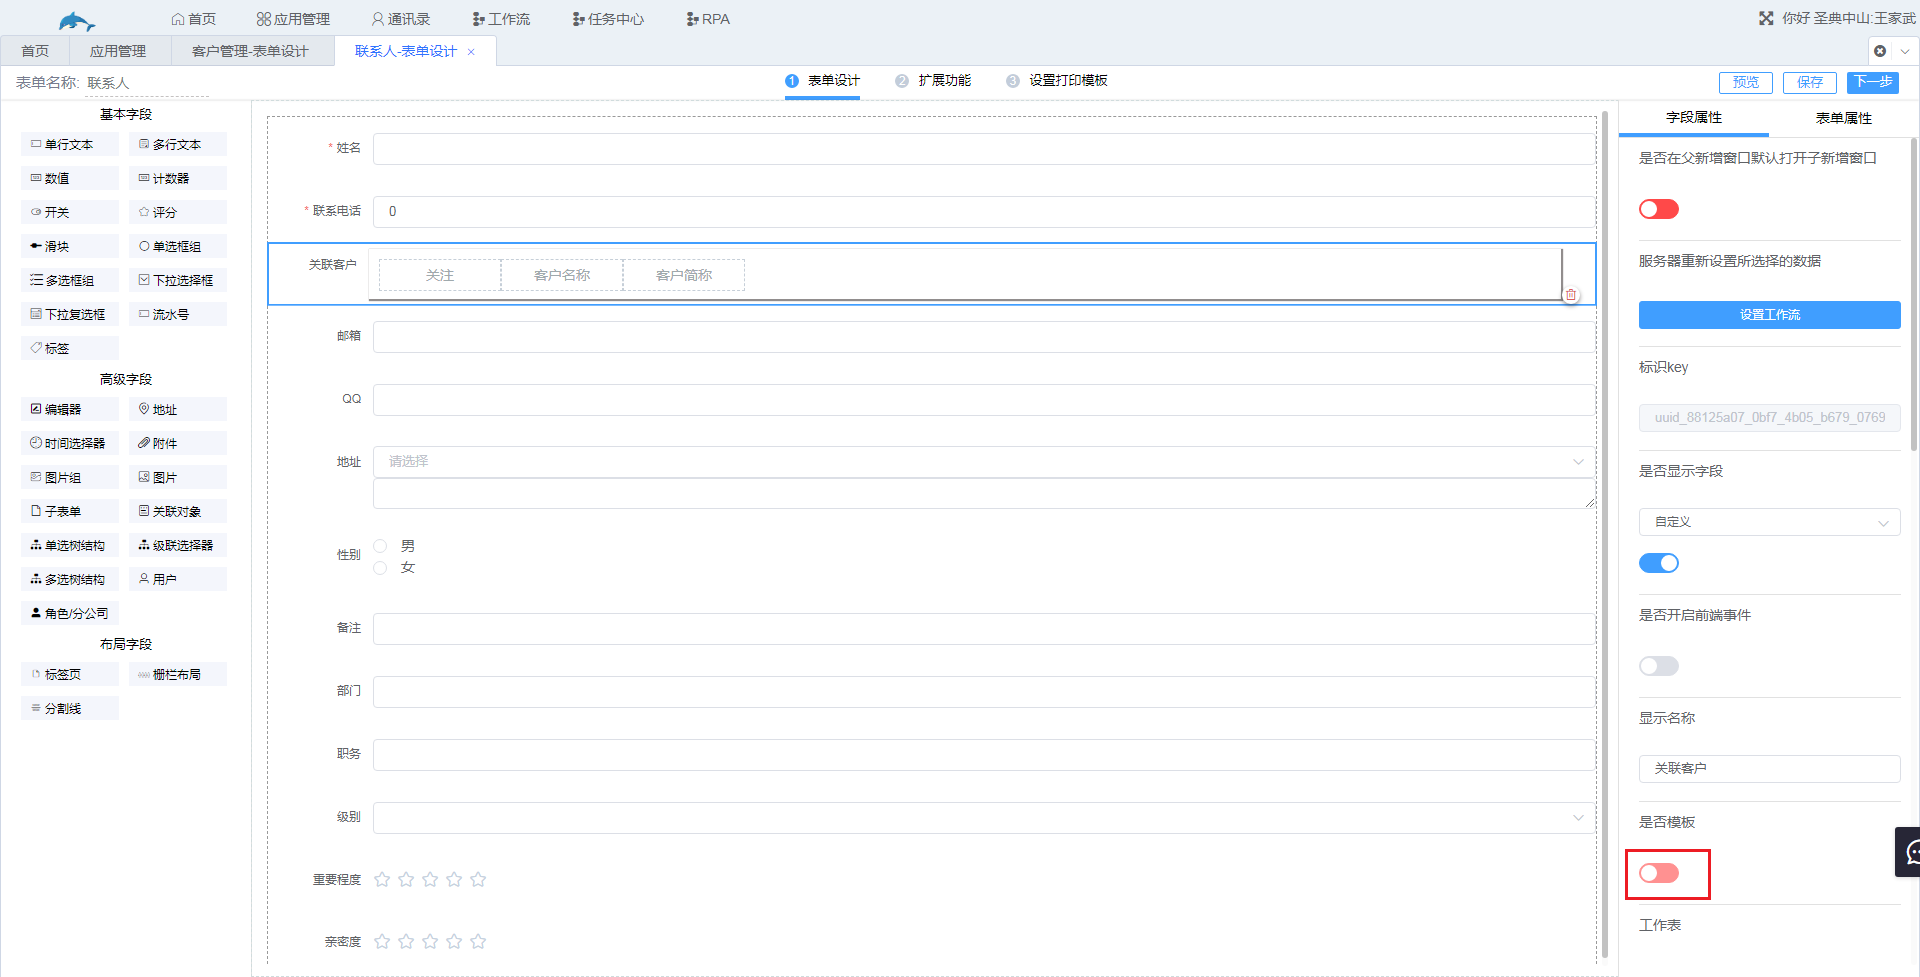 首页 应用管理 通讯录 工作流 任务中心 RPA 你好 圣典中山:王家武
首页 应用管理 客户管理-表单设计 联系人-表单设计 ×
表单名称: 联系人 1 表单设计 2 扩展功能 3 设置打印模板 预览 保存 下一步
基本字段
单行文本 多行文本
数值 计数器
开关 评分
滑块 单选框组
多选框组 下拉选择框
下拉复选框 流水号
标签
高级字段
编辑器 地址
时间选择器 附件
图片组 图片
子表单 关联对象
单选树结构 级联选择器
多选树结构 用户
角色/分公司
布局字段
标签页 栅栏布局
分割线
* 姓名
* 联系电话 0
关联客户 关注 客户名称 客户简称
邮箱
QQ
地址 请选择
性别 男
女
备注
部门
职务
级别
重要程度
亲密度
字段属性 表单属性
是否在父新增窗口默认打开子新增窗口
服务器重新设置所选择的数据
设置工作流
标识key
uuid_88125a07_0bf7_4b05_b679_0769
是否显示字段
自定义
是否开启前端事件
显示名称
关联客户
是否模板
工作表